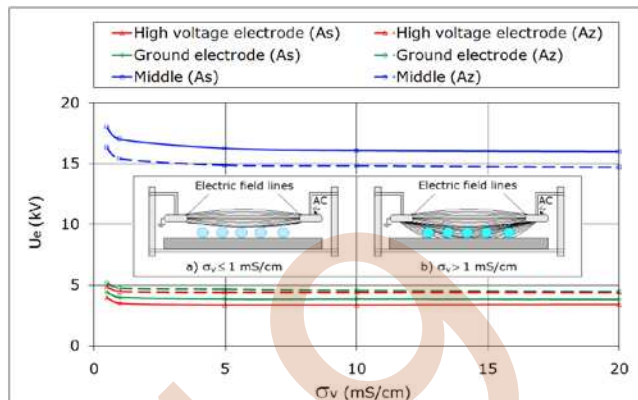 High voltage electrode (As) High voltage electrode (Az)
Ground electrode (As) Ground electrode (Az)
Middle (As) Middle (Az)
20
15
10
5
0
Ue (kV)
Electric field lines AC Electric field lines AC
a) σv ≤ 1 mS/cm b) σv > 1 mS/cm
0 5 10 15 20
σv (mS/cm)